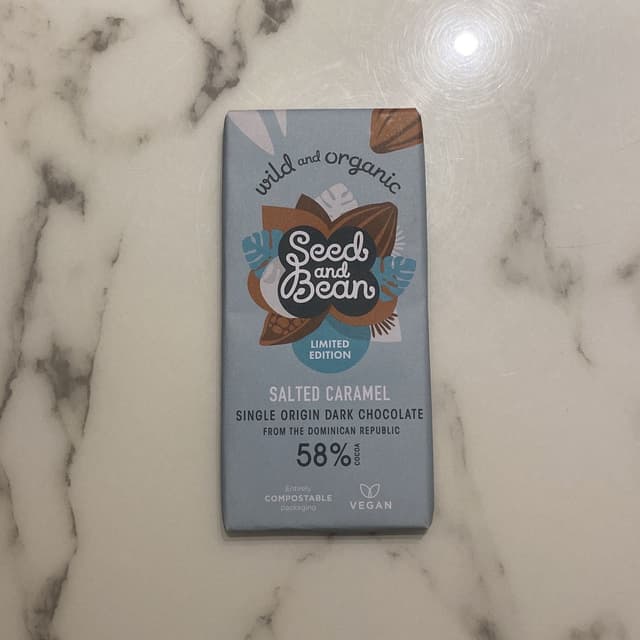 wild and organic
Seed
and
Bean
LIMITED
EDITION
SALTED CARAMEL
SINGLE ORIGIN DARK CHOCOLATE
FROM THE DOMINICAN REPUBLIC
58% COCOA
Entirely
COMPOSTABLE
packaging
VEGAN